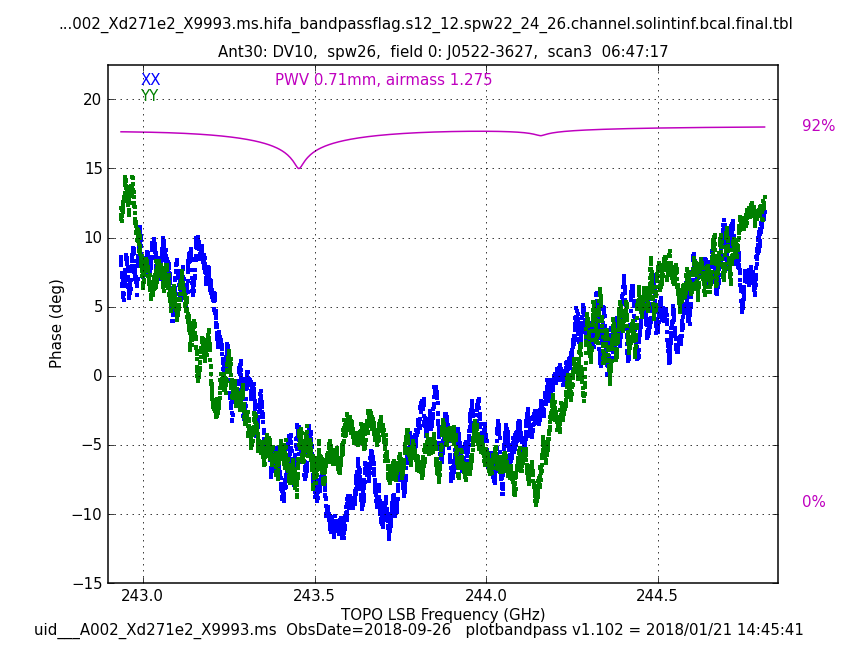 ...002_Xd271e2_X9993.ms.hifa_bandpassflag.s12_12.spw22_24_26.channel.solintinf.bcal.final.tbl
Ant30: DV10, spw26, field 0: J0522-3627, scan3 06:47:17
XX
YY
PWV 0.71mm, airmass 1.275
92%
0%
20
15
10
5
0
−5
−10
−15
Phase (deg)
243.0 243.5 244.0 244.5
TOPO LSB Frequency (GHz)
uid___A002_Xd271e2_X9993.ms ObsDate=2018-09-26 plotbandpass v1.102 = 2018/01/21 14:45:41